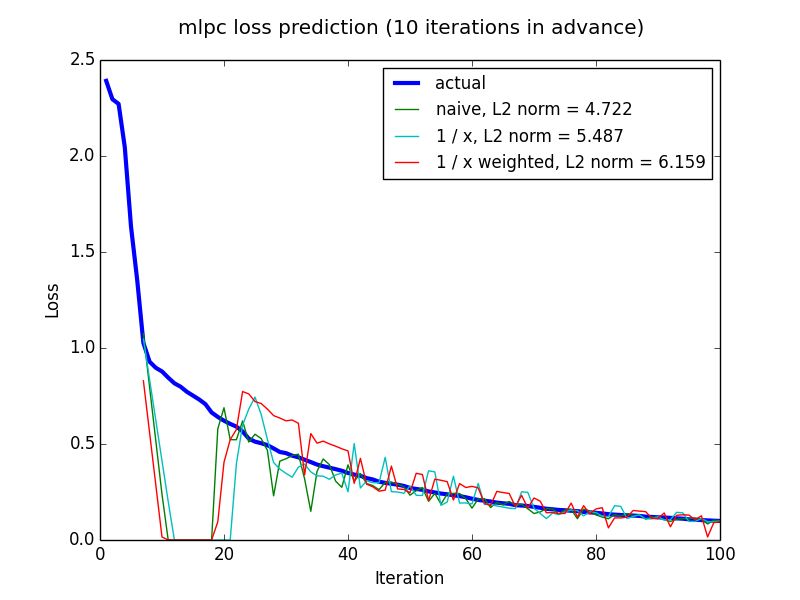 mlpc loss prediction (10 iterations in advance)
2.5
2.0
1.5
1.0
0.5
0.0
Loss
actual
naive, L2 norm = 4.722
1 / x, L2 norm = 5.487
1 / x weighted, L2 norm = 6.159
0 20 40 60 80 100
Iteration